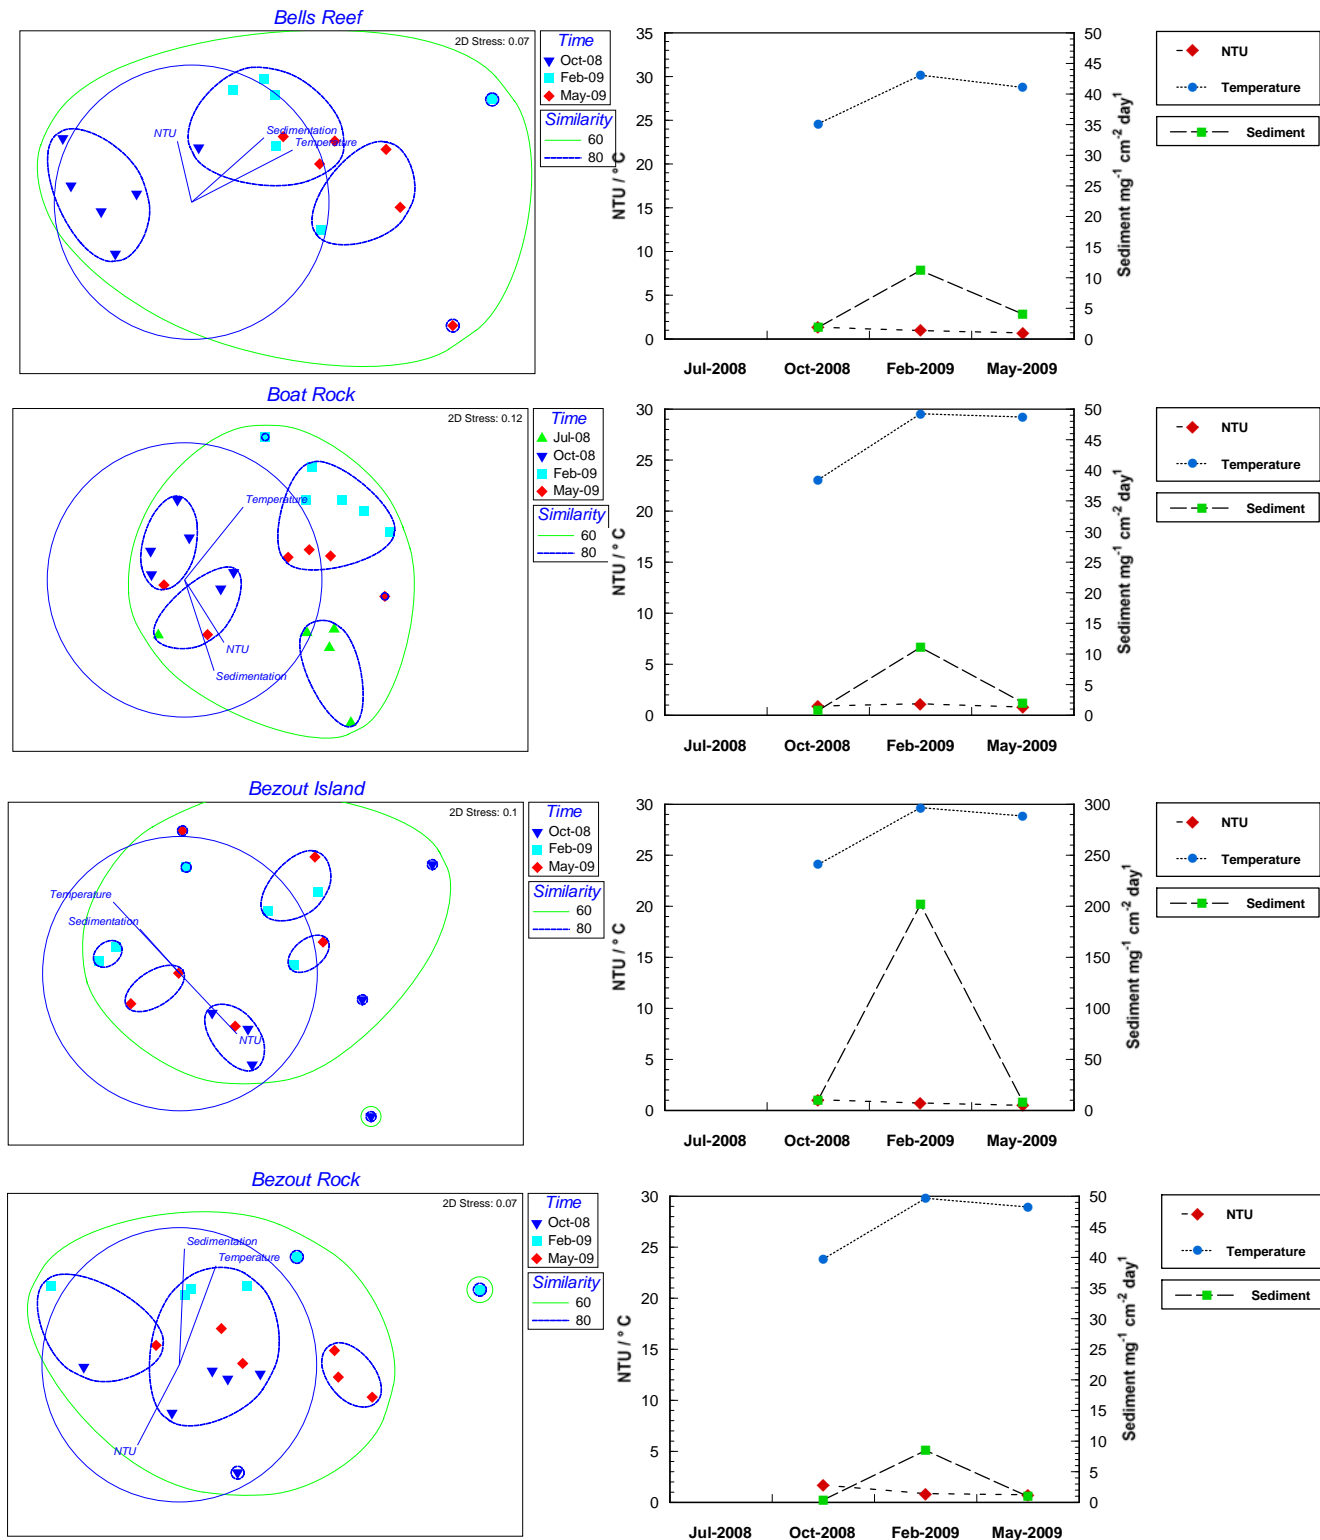 Bells Reef
2D Stress: 0.07
Time
Oct-08
Feb-09
May-09
Similarity
60
80
NTU
Sedimentation
Temperature
35
30
25
20
15
10
5
0
NTU / ° C
50
45
40
35
30
25
20
15
10
5
0
Sediment mg-1 cm-2 day1
Jul-2008 Oct-2008 Feb-2009 May-2009
NTU
Temperature
Sediment
Boat Rock
2D Stress: 0.12
Time
Jul-08
Oct-08
Feb-09
May-09
Similarity
60
80
Temperature
NTU
Sedimentation
30
25
20
15
10
5
0
NTU / ° C
50
45
40
35
30
25
20
15
10
5
0
Sediment mg-1 cm-2 day1
Jul-2008 Oct-2008 Feb-2009 May-2009
NTU
Temperature
Sediment
Bezout Island
2D Stress: 0.1
Time
Oct-08
Feb-09
May-09
Similarity
60
80
Temperature
Sedimentation
NTU
30
25
20
15
10
5
0
NTU / ° C
300
250
200
150
100
50
0
Sediment mg-1 cm-2 day1
Jul-2008 Oct-2008 Feb-2009 May-2009
NTU
Temperature
Sediment
Bezout Rock
2D Stress: 0.07
Time
Oct-08
Feb-09
May-09
Similarity
60
80
Sedimentation
Temperature
NTU
30
25
20
15
10
5
0
NTU / ° C
50
45
40
35
30
25
20
15
10
5
0
Sediment mg-1 cm-2 day1
Jul-2008 Oct-2008 Feb-2009 May-2009
NTU
Temperature
Sediment